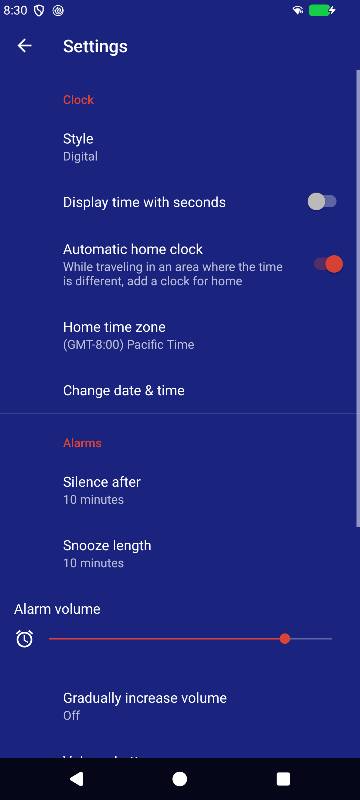 8:30
Settings
Clock
Style
Digital
Display time with seconds
Automatic home clock
While traveling in an area where the time
is different, add a clock for home
Home time zone
(GMT-8:00) Pacific Time
Change date & time
Alarms
Silence after
10 minutes
Snooze length
10 minutes
Alarm volume
Gradually increase volume
Off